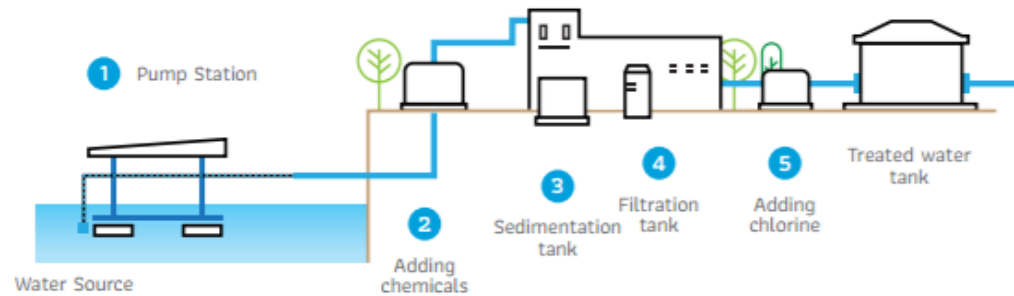 1 Pump Station
Water Source
2
Adding
chemicals
3
Sedimentation
tank
4
Filtration
tank
5
Adding
chlorine
Treated water
tank